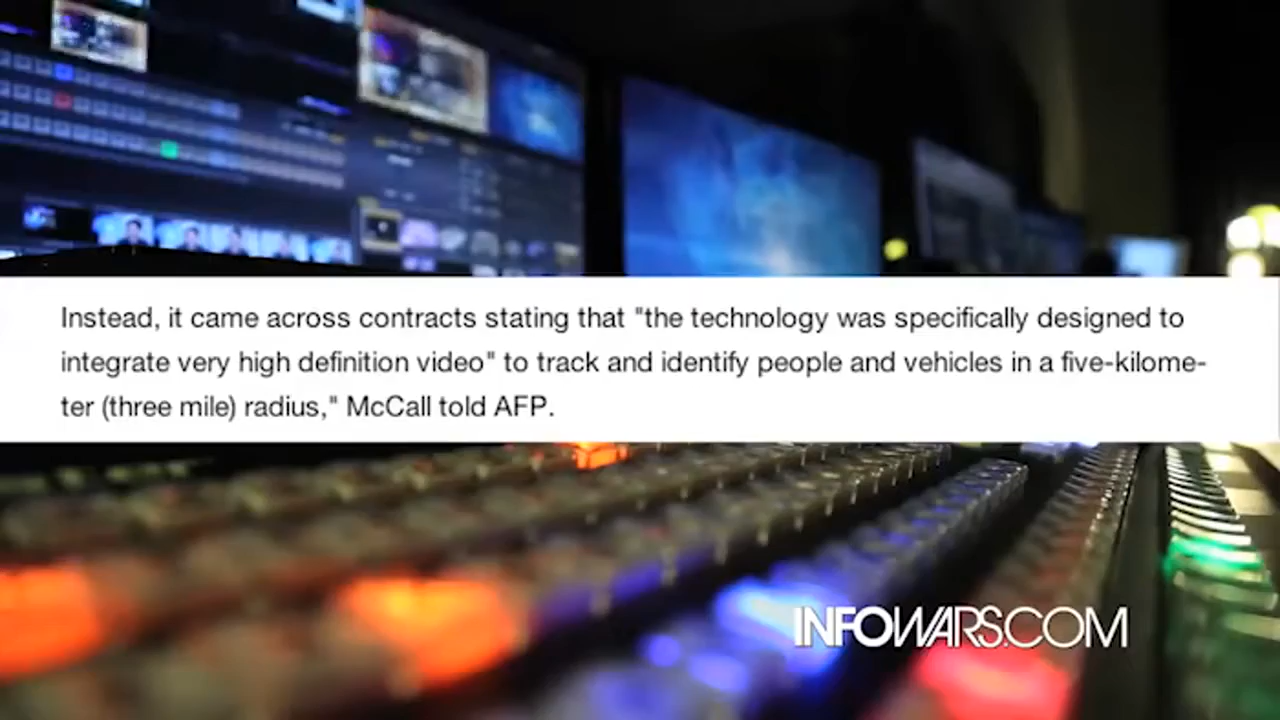 Instead, it came across contracts stating that "the technology was specifically designed to
integrate very high definition video" to track and identify people and vehicles in a five-kilome-
ter (three mile) radius," McCall told AFP.
INFOWARS.COM